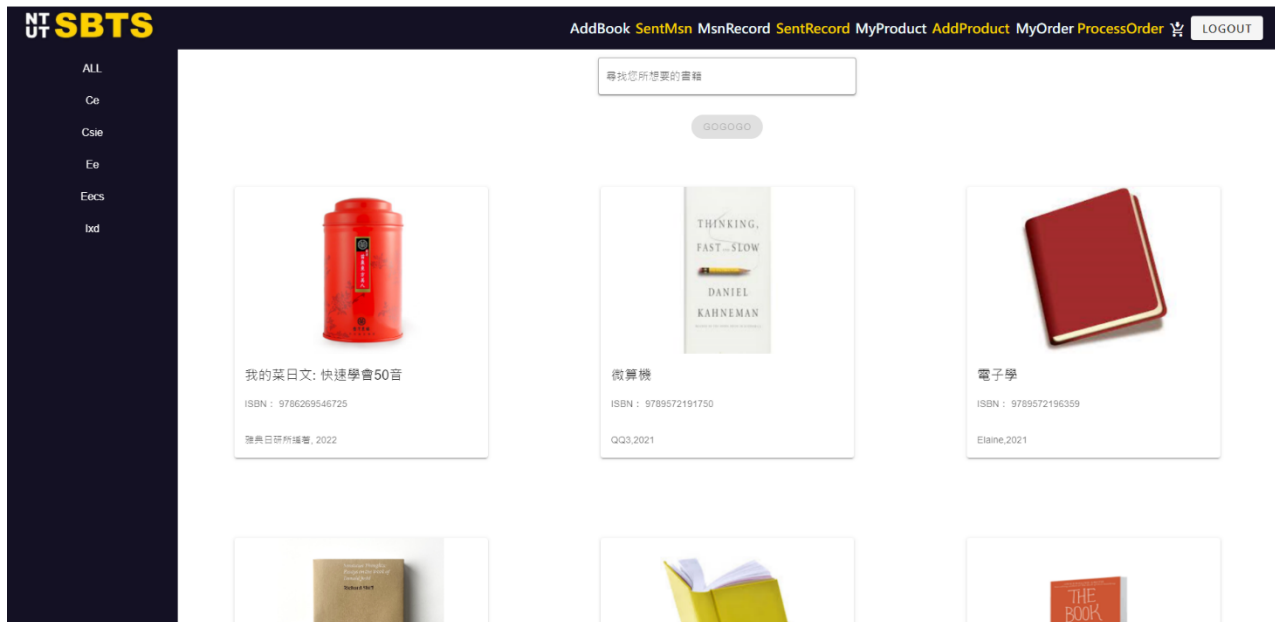 NTUT SBTS
AddBook SentMsn MsnRecord SentRecord MyProduct AddProduct MyOrder ProcessOrder LOGOUT
ALL
Ce
Csie
Ee
Eecs
Ixd
尋找您所想要的書籍
GOGOGO
THINKING,
FAST AND SLOW
DANIEL
KAHNEMAN
我的菜日文: 快速學會50音
ISBN： 9786269546725
雅典日研所編著, 2022
微算機
ISBN： 9789572191750
QQ3,2021
電子學
ISBN： 9789572196359
Elaine,2021
THE
BOOK